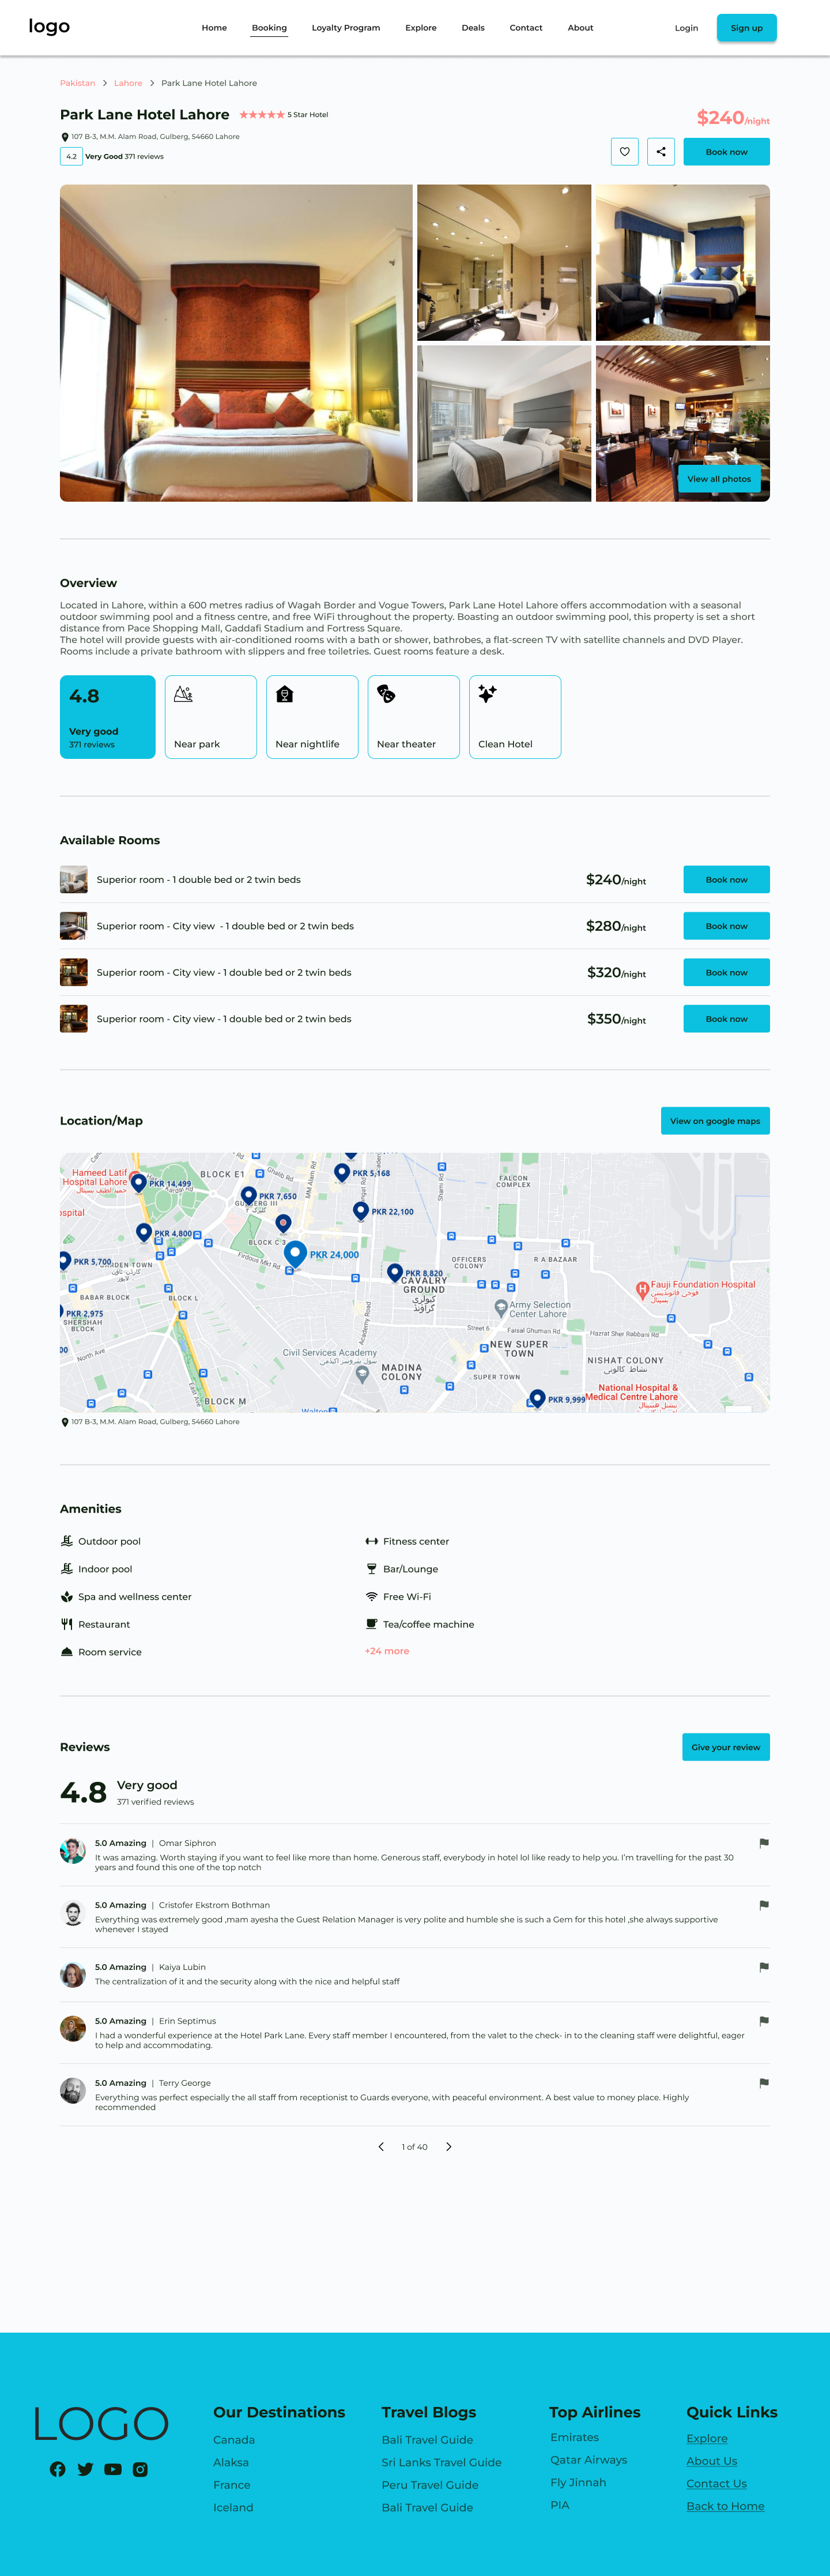 logo
Home
Booking
Loyalty Program
Explore
Deals
Contact
About
Login
Sign up
Pakistan > Lahore > Park Lane Hotel Lahore
Park Lane Hotel Lahore
5 Star Hotel
$240/night
107 B-3, M.M. Alam Road, Gulberg, 54660 Lahore
4.2
Very Good 371 reviews
Book now
View all photos
Overview
Located in Lahore, within a 600 metres radius of Wagah Border and Vogue Towers, Park Lane Hotel Lahore offers accommodation with a seasonal
outdoor swimming pool and a fitness centre, and free WiFi throughout the property. Boasting an outdoor swimming pool, this property is set a short
distance from Pace Shopping Mall, Gaddafi Stadium and Fortress Square.
The hotel will provide guests with air-conditioned rooms with a bath or shower, bathrobes, a flat-screen TV with satellite channels and DVD Player.
Rooms include a private bathroom with slippers and free toiletries. Guest rooms feature a desk.
4.8
Very good
371 reviews
Near park
Near nightlife
Near theater
Clean Hotel
Available Rooms
Superior room - 1 double bed or 2 twin beds
$240/night
Book now
Superior room - City view  - 1 double bed or 2 twin beds
$280/night
Book now
Superior room - City view - 1 double bed or 2 twin beds
$320/night
Book now
Superior room - City view - 1 double bed or 2 twin beds
$350/night
Book now
Location/Map
View on google maps
Hameed Latif
Hospital Lahore
PKR 14,499
BLOCK E1
Ghalib Rd
MM Alam Rd
PKR 5,168
Shami Rd
FALCON
COMPLEX
PKR 7,650
PKR 22,100
PKR 4,800
BLOCK C 3
Firdous Mkt Rd
PKR 24,000
PKR 5,700
PKR 8,820
OFFICERS
COLONY
R A BAZAAR
CAVALRY
GROUND
کیولری
گراؤنڈ
BABAR BLOCK
BLOCK L
PKR 2,975
SHERSHAH
BLOCK
Army Selection
Center Lahore
Fauji Foundation Hospital
Academy Road
Street 6
Faisal Ghuman Rd
Hazrat Sher Rehbani Rd
North Ave
Civil Services Academy
NEW SUPER
TOWN
NISHAT COLONY
نشاط کالونی
MADINA
COLONY
SUPER TOWN
BLOCK M
PKR 9,999
National Hospital &
Medical Centre Lahore
107 B-3, M.M. Alam Road, Gulberg, 54660 Lahore
Amenities
Outdoor pool
Indoor pool
Spa and wellness center
Restaurant
Room service
Fitness center
Bar/Lounge
Free Wi-Fi
Tea/coffee machine
+24 more
Reviews
Give your review
4.8
Very good
371 verified reviews
5.0 Amazing | Omar Siphron
It was amazing. Worth staying if you want to feel like more than home. Generous staff, everybody in hotel lol like ready to help you. I'm travelling for the past 30
years and found this one of the top notch
5.0 Amazing | Cristofer Ekstrom Bothman
Everything was extremely good ,mam ayesha the Guest Relation Manager is very polite and humble she is such a Gem for this hotel ,she always supportive
whenever I stayed
5.0 Amazing | Kaiya Lubin
The centralization of it and the security along with the nice and helpful staff
5.0 Amazing | Erin Septimus
I had a wonderful experience at the Hotel Park Lane. Every staff member I encountered, from the valet to the check- in to the cleaning staff were delightful, eager
to help and accommodating.
5.0 Amazing | Terry George
Everything was perfect especially the all staff from receptionist to Guards everyone, with peaceful environment. A best value to money place. Highly
recommended
1 of 40
LOGO
Our Destinations
Canada
Alaksa
France
Iceland
Travel Blogs
Bali Travel Guide
Sri Lanks Travel Guide
Peru Travel Guide
Bali Travel Guide
Top Airlines
Emirates
Qatar Airways
Fly Jinnah
PIA
Quick Links
Explore
About Us
Contact Us
Back to Home